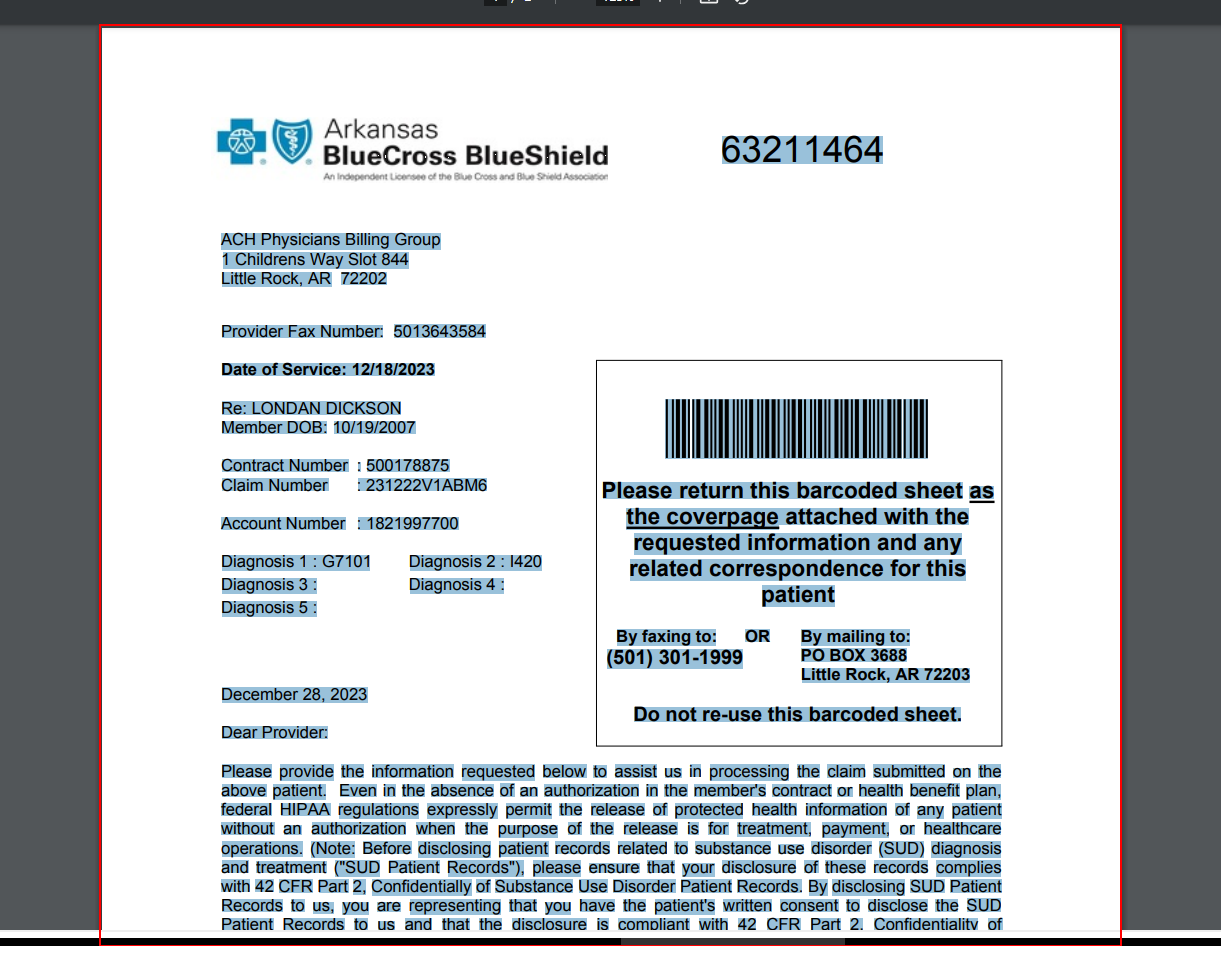 Arkansas
BlueCross BlueShield
An Independent Licensee of the Blue Cross and Blue Shield Association
63211464
ACH Physicians Billing Group
1 Childrens Way Slot 844
Little Rock, AR 72202
Provider Fax Number: 5013643584
Date of Service: 12/18/2023
Re: LONDAN DICKSON
Member DOB: 10/19/2007
Contract Number : 500178875
Claim Number : 231222V1ABM6
Account Number : 1821997700
Diagnosis 1 : G7101 Diagnosis 2 : I420
Diagnosis 3 : Diagnosis 4 :
Diagnosis 5 :
Please return this barcoded sheet as
the coverpage attached with the
requested information and any
related correspondence for this
patient
By faxing to: OR By mailing to:
(501) 301-1999 PO BOX 3688
Little Rock, AR 72203
Do not re-use this barcoded sheet.
December 28, 2023
Dear Provider:
Please provide the information requested below to assist us in processing the claim submitted on the
above patient. Even in the absence of an authorization in the member's contract or health benefit plan,
federal HIPAA regulations expressly permit the release of protected health information of any patient
without an authorization when the purpose of the release is for treatment, payment, or healthcare
operations. (Note: Before disclosing patient records related to substance use disorder (SUD) diagnosis
and treatment ("SUD Patient Records"), please ensure that your disclosure of these records complies
with 42 CFR Part 2, Confidentially of Substance Use Disorder Patient Records. By disclosing SUD Patient
Records to us, you are representing that you have the patient's written consent to disclose the SUD
Patient Records to us and that the disclosure is compliant with 42 CFR Part 2, Confidentiality of